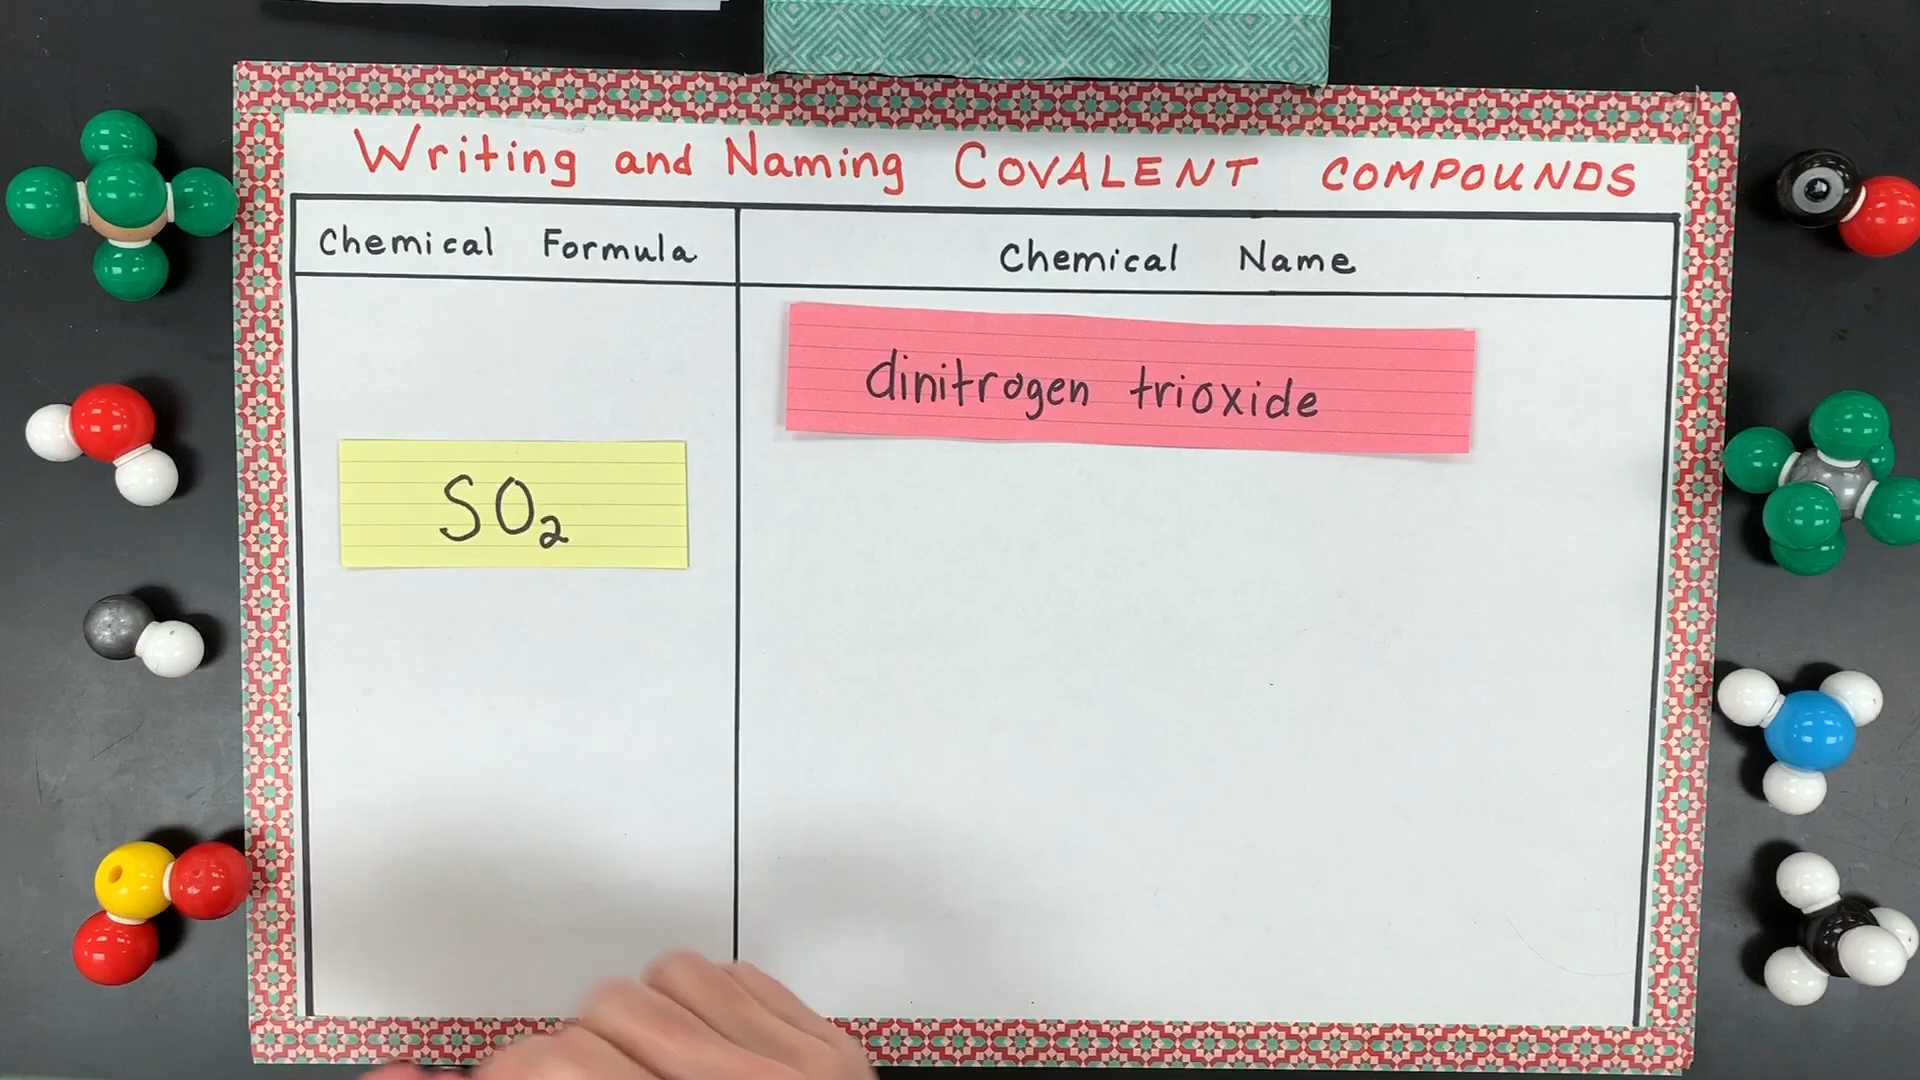 Writing and Naming COVALENT COMPOUNDS
Chemical Formula
Chemical Name
dinitrogen trioxide
SO₂